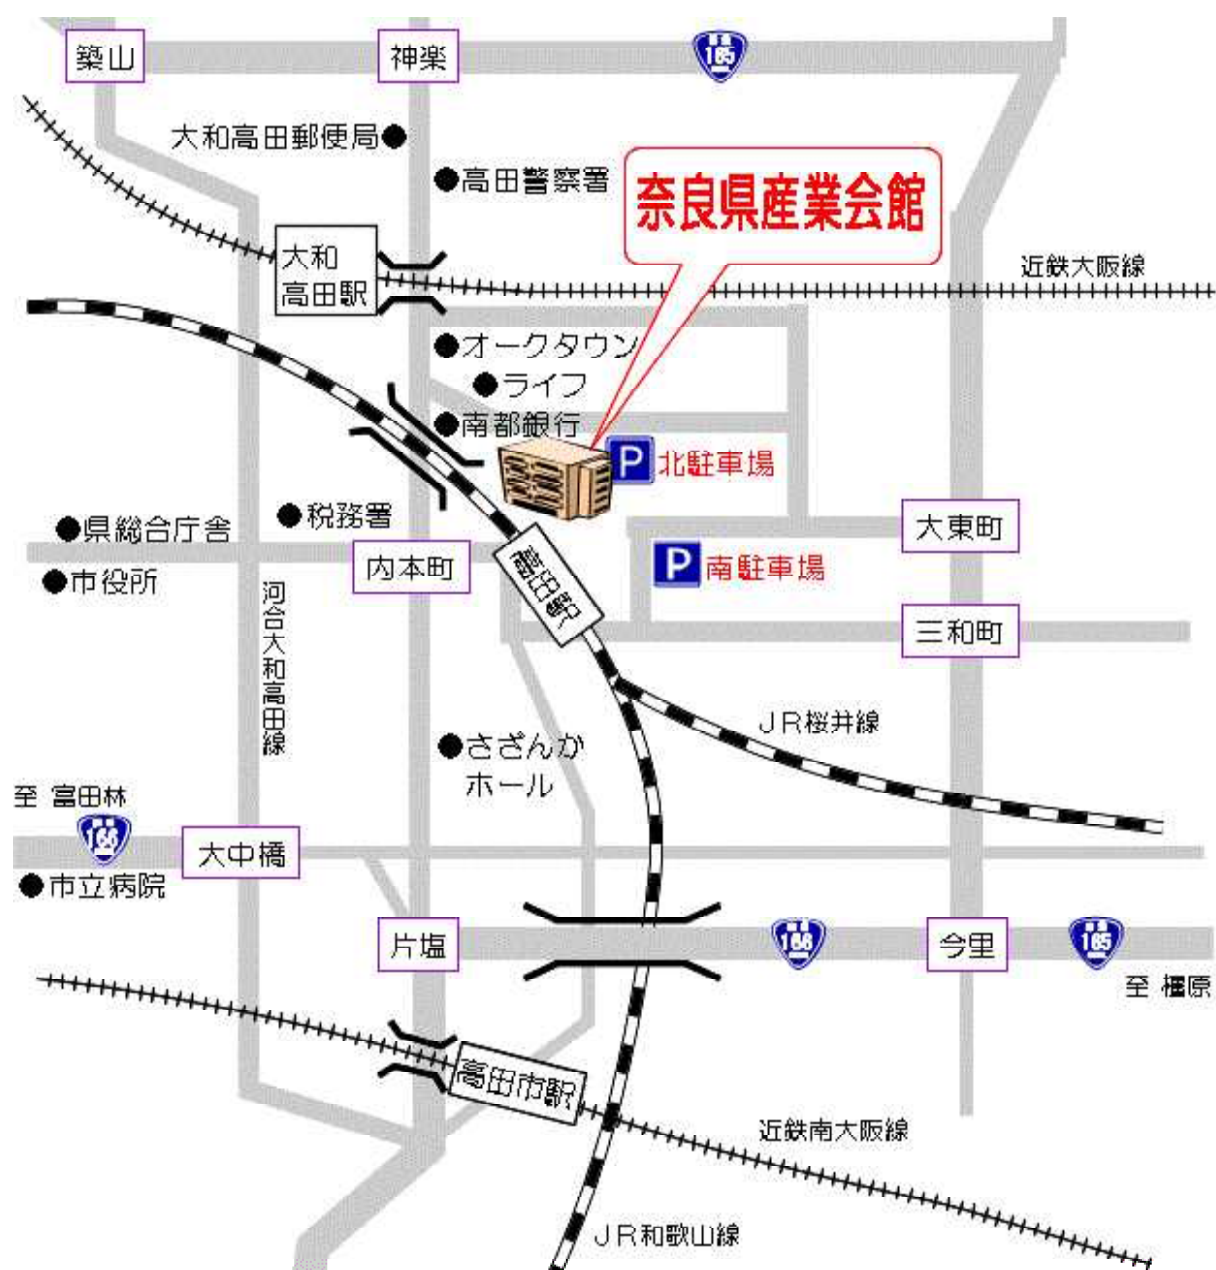 築山
神楽
国道
165
大和高田郵便局
高田警察署
奈良県産業会館
大和
高田駅
近鉄大阪線
オークタウン
ライフ
南都銀行
P
北駐車場
県総合庁舎
税務署
大東町
市役所
内本町
高田駅
P
南駐車場
三和町
河合大和高田線
JR桜井線
さざんか
ホール
至 富田林
166
大中橋
市立病院
片塩
166
今里
165
至 橿原
高田市駅
近鉄南大阪線
JR和歌山線